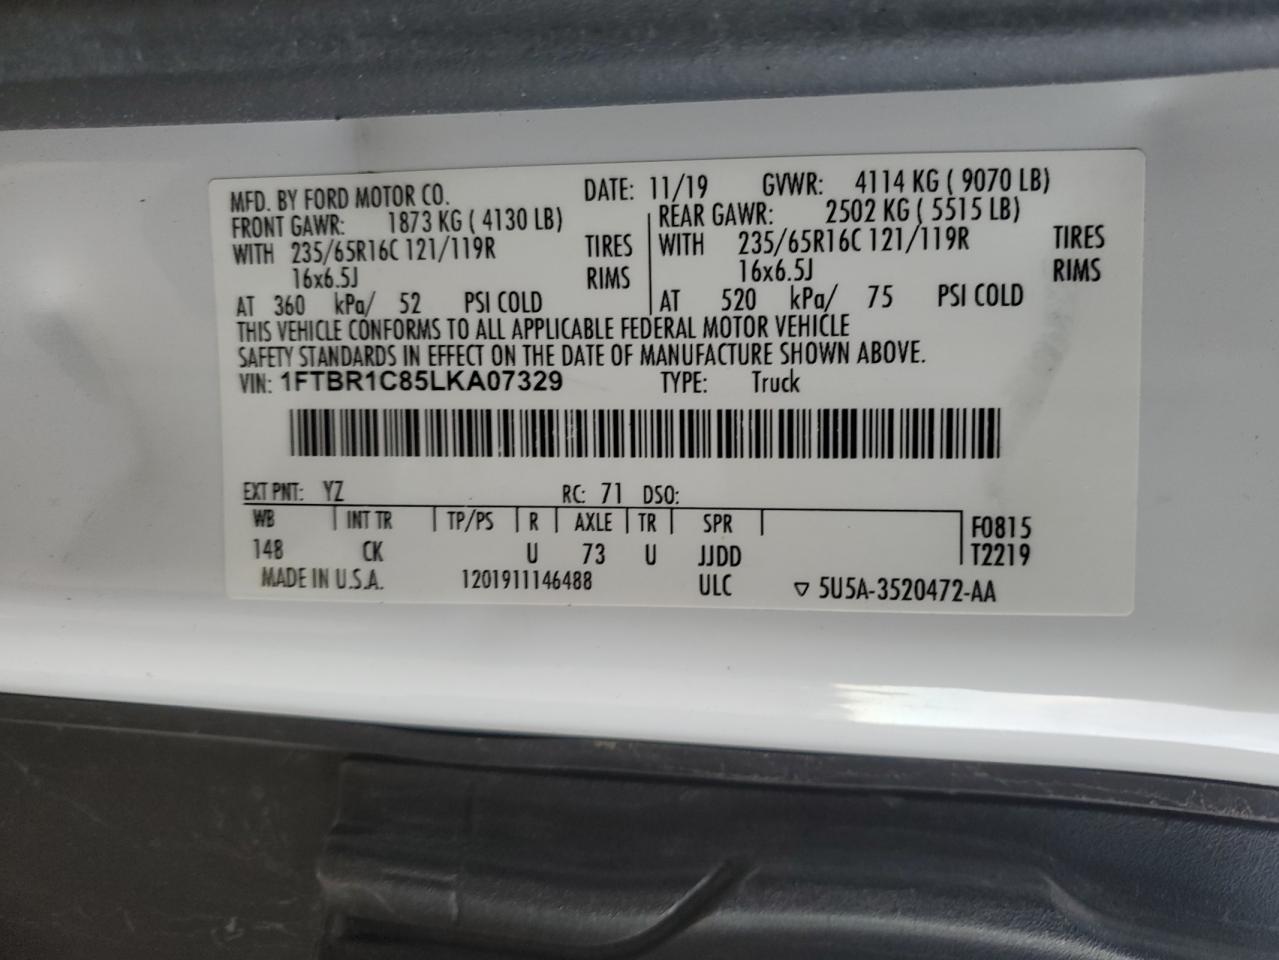 MFD. BY FORD MOTOR CO. DATE: 11/19 GVWR: 4114 KG ( 9070 LB)
FRONT GAWR: 1873 KG ( 4130 LB) REAR GAWR: 2502 KG ( 5515 LB)
WITH 235/65R16C 121/119R TIRES WITH 235/65R16C 121/119R TIRES
16x6.5J RIMS 16x6.5J RIMS
AT 360 kPa/ 52 PSI COLD AT 520 kPa/ 75 PSI COLD
THIS VEHICLE CONFORMS TO ALL APPLICABLE FEDERAL MOTOR VEHICLE
SAFETY STANDARDS IN EFFECT ON THE DATE OF MANUFACTURE SHOWN ABOVE.
VIN: 1FTBR1C85LKA07329 TYPE: Truck
EXT PNT: YZ RC: 71 DSO:
WB INT TR TP/PS R AXLE TR SPR F0815
148 CK U 73 U JJDD T2219
MADE IN U.S.A. 1201911146488 ULC ▽ 5U5A-3520472-AA